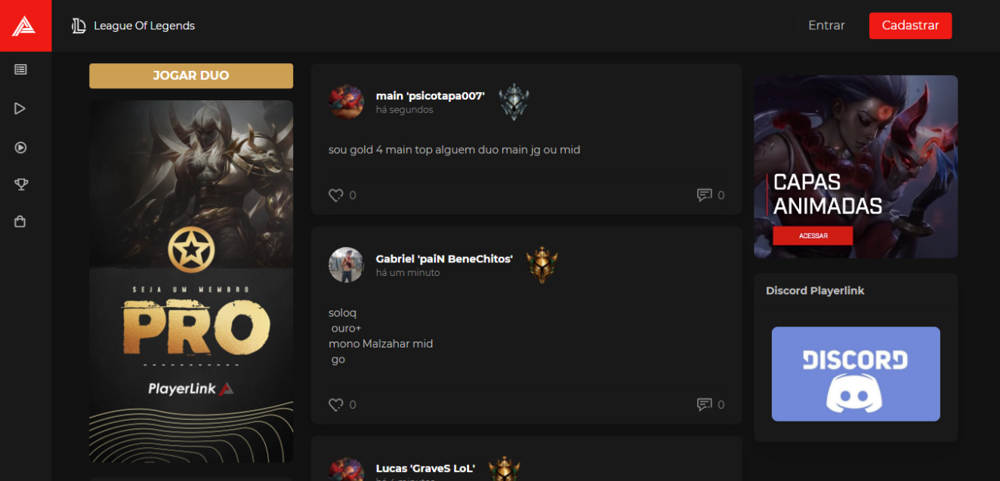 League Of Legends
Entrar
Cadastrar
JOGAR DUO
SEJA UM MEMBRO
PRO
PlayerLink
main 'psicotapa007'
há segundos
sou gold 4 main top alguem duo main jg ou mid
0
0
Gabriel 'paiN BeneChitos'
há um minuto
soloq
ouro+
mono Malzahar mid
go
0
0
Lucas 'GraveS LoL'
há 4 minutos
CAPAS
ANIMADAS
ACESSAR
Discord Playerlink
DISCORD